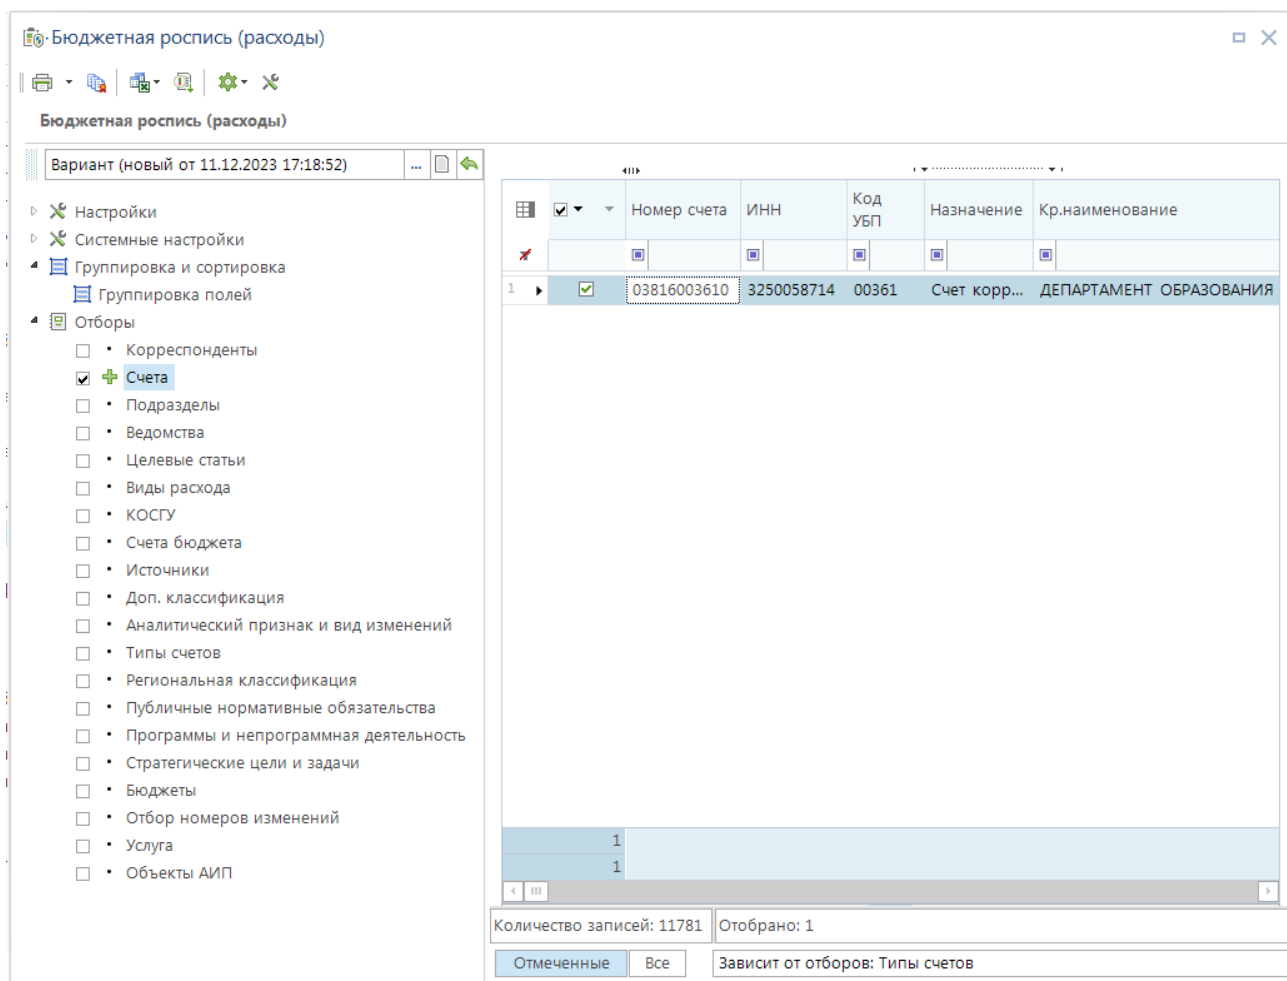 Бюджетная роспись (расходы)
Бюджетная роспись (расходы)
Вариант (новый от 11.12.2023 17:18:52)
...
Настройки
Системные настройки
Группировка и сортировка
Группировка полей
Отборы
Корреспонденты
Счета
Подразделы
Ведомства
Целевые статьи
Виды расхода
КОСГУ
Счета бюджета
Источники
Доп. классификация
Аналитический признак и вид изменений
Типы счетов
Региональная классификация
Публичные нормативные обязательства
Программы и непрограммная деятельность
Стратегические цели и задачи
Бюджеты
Отбор номеров изменений
Услуга
Объекты АИП
Номер счета ИНН Код УБП Назначение Кр.наименование
1 03816003610 3250058714 00361 Счет корр... ДЕПАРТАМЕНТ ОБРАЗОВАНИЯ
1
1
Количество записей: 11781 Отобрано: 1
Отмеченные Все Зависит от отборов: Типы счетов